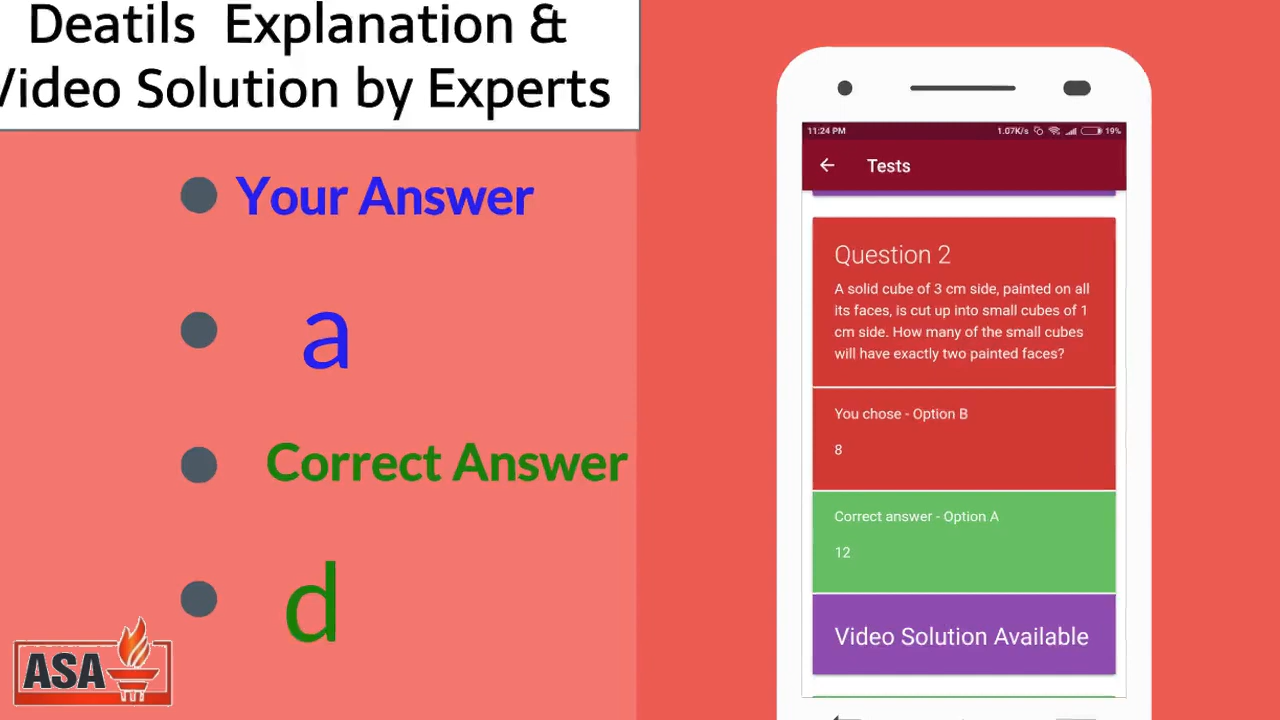 Deatils Explanation &
Video Solution by Experts
Your Answer
a
Correct Answer
d
ASA
11:24 PM 1.07K/s 19%
Tests
Question 2
A solid cube of 3 cm side, painted on all
its faces, is cut up into small cubes of 1
cm side. How many of the small cubes
will have exactly two painted faces?
You chose - Option B
8
Correct answer - Option A
12
Video Solution Available